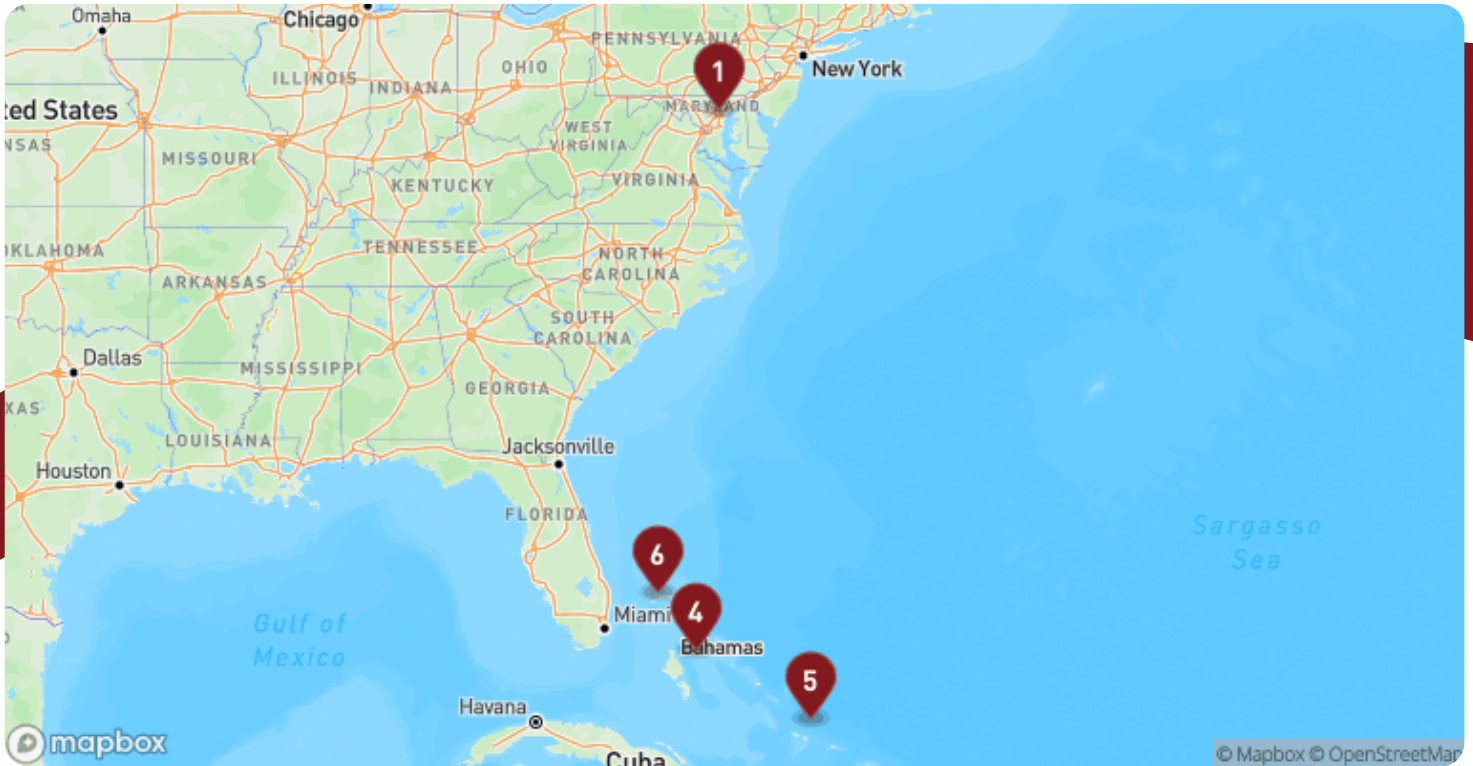 Omaha
Chicago
PENNSYLVANIA
New York
ILLINOIS
INDIANA
OHIO
1
MARYLAND
ted States
NSAS
MISSOURI
WEST
VIRGINIA
KENTUCKY
VIRGINIA
OKLAHOMA
TENNESSEE
NORTH
CAROLINA
ARKANSAS
SOUTH
CAROLINA
Dallas
MISSISSIPPI
GEORGIA
XAS
LOUISIANA
Jacksonville
Houston
FLORIDA
Sargasso
Sea
6
Miami
4
Bahamas
Gulf of
Mexico
5
Havana
Cuba
mapbox
© Mapbox © OpenStreetMap